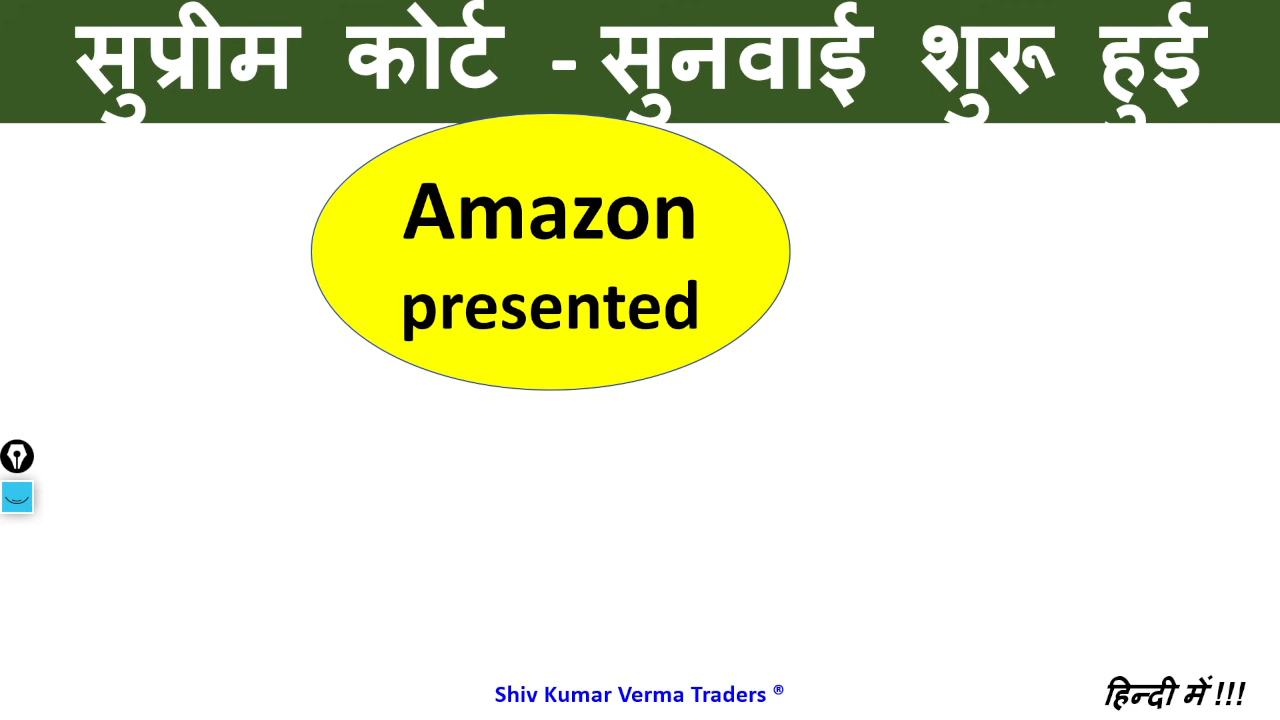 सुप्रीम कोर्ट - सुनवाई शुरू हुई
Amazon
presented
Shiv Kumar Verma Traders ®
हिन्दी में !!!